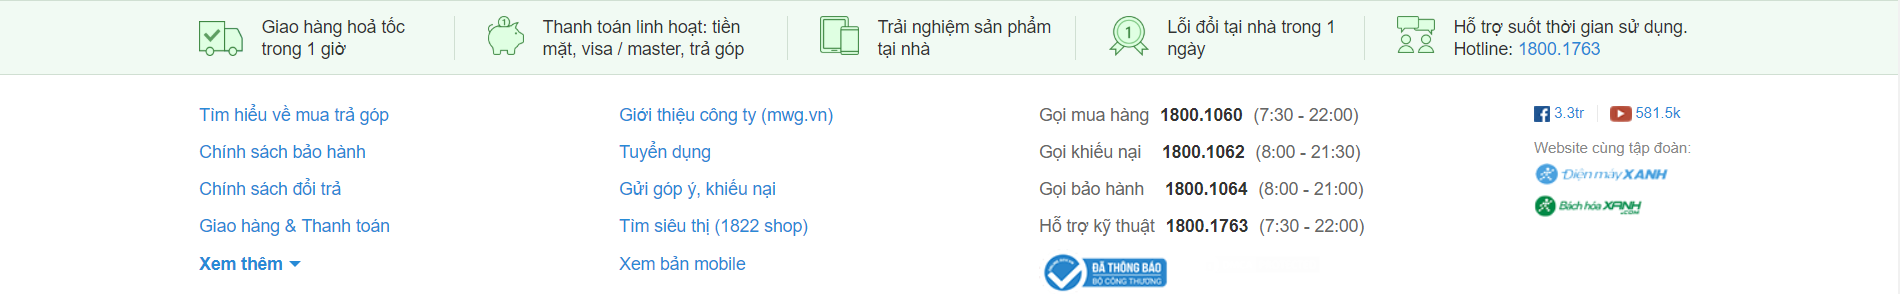 Giao hàng hoả tốc
trong 1 giờ
Thanh toán linh hoạt: tiền
mặt, visa / master, trả góp
Trải nghiệm sản phẩm
tại nhà
1
Lỗi đổi tại nhà trong 1
ngày
Hỗ trợ suốt thời gian sử dụng.
Hotline: 1800.1763
Tìm hiểu về mua trả góp
Chính sách bảo hành
Chính sách đổi trả
Giao hàng & Thanh toán
Xem thêm
Giới thiệu công ty (mwg.vn)
Tuyển dụng
Gửi góp ý, khiếu nại
Tìm siêu thị (1822 shop)
Xem bản mobile
Gọi mua hàng 1800.1060 (7:30 - 22:00)
Gọi khiếu nại 1800.1062 (8:00 - 21:30)
Gọi bảo hành 1800.1064 (8:00 - 21:00)
Hỗ trợ kỹ thuật 1800.1763 (7:30 - 22:00)
ĐÃ THÔNG BÁO
BỘ CÔNG THƯƠNG
3.3tr
581.5k
Website cùng tập đoàn:
Điện máy XANH
Bách hóa XANH
.COM